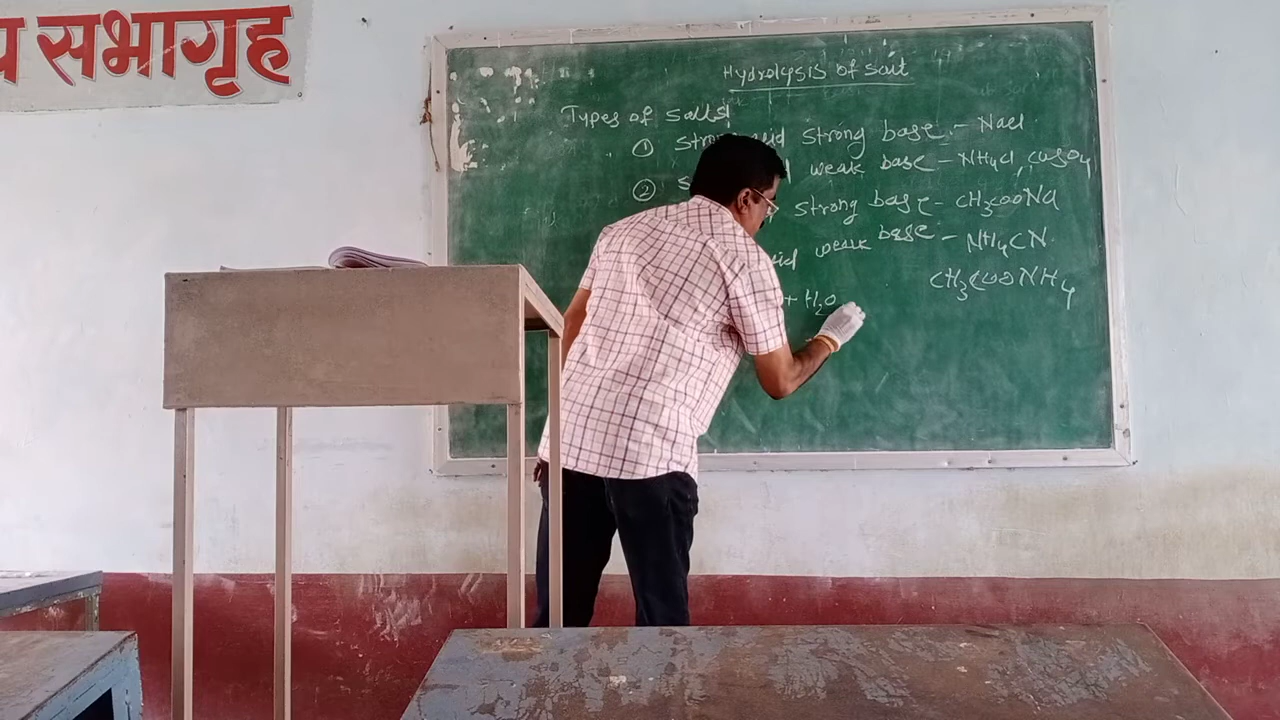 सभागृह
Hydrolysis of salt
Types of salts
① Strong acid strong base - NaCl
② S weak base - NH4Cl, CuSO4
strong base - CH3COONa
acid weak base - NH4CN
CH3COONH4
+ H2O